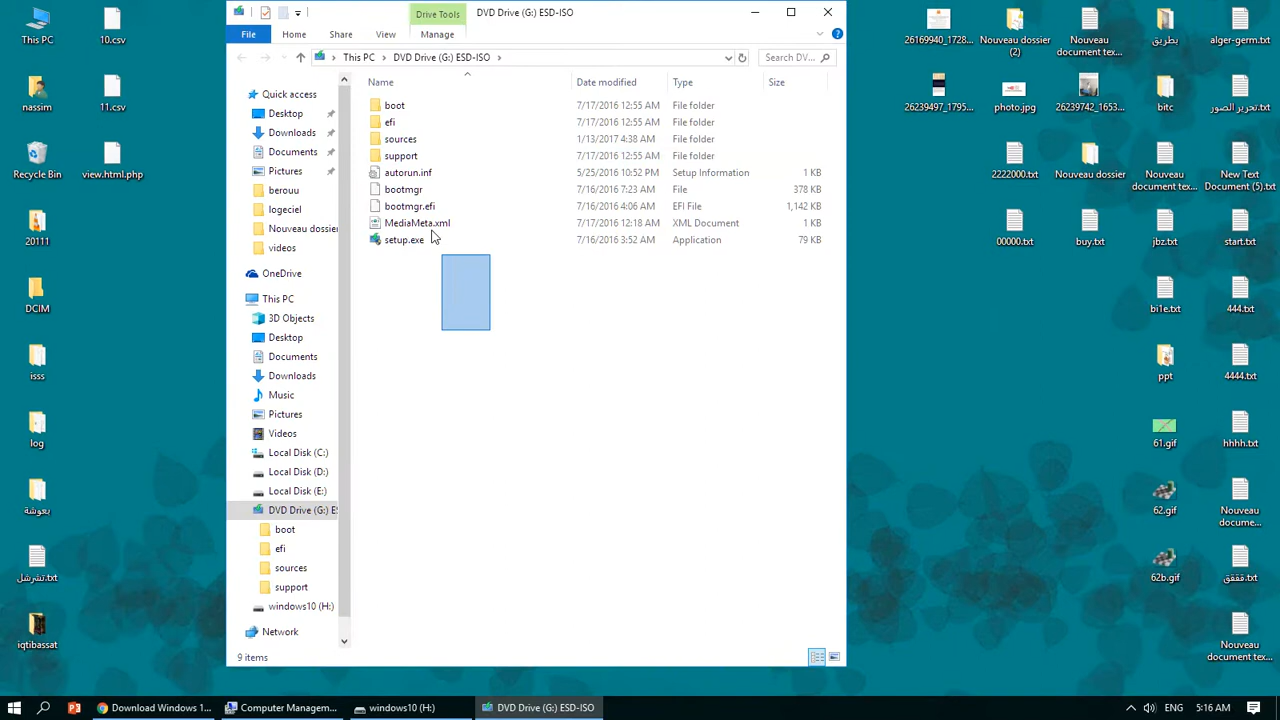 Drive Tools
DVD Drive (G:) ESD-ISO
File
Home
Share
View
Manage
This PC
DVD Drive (G:) ESD-ISO
Search DV...
Name
Date modified
Type
Size
boot
7/17/2016 12:55 AM
File folder
efi
7/17/2016 12:55 AM
File folder
sources
1/13/2017 4:38 AM
File folder
support
7/17/2016 12:55 AM
File folder
autorun.inf
5/25/2016 10:52 PM
Setup Information
1 KB
bootmgr
7/16/2016 7:23 AM
File
378 KB
bootmgr.efi
7/16/2016 4:06 AM
EFI File
1,142 KB
MediaMeta.xml
7/17/2016 12:18 AM
XML Document
1 KB
setup.exe
7/16/2016 3:52 AM
Application
79 KB
Quick access
Desktop
Downloads
Documents
Pictures
berouu
logeciel
Nouveau dossier
videos
OneDrive
This PC
3D Objects
Desktop
Documents
Downloads
Music
Pictures
Videos
Local Disk (C:)
Local Disk (D:)
Local Disk (E:)
DVD Drive (G:) E
boot
efi
sources
support
windows10 (H:)
Network
9 items
This PC
10.csv
nassim
11.csv
Recycle Bin
view.html.php
20111
DCIM
isss
log
بعوشة
تشرشل.txt
iqtibassat
26169940_1728...
Nouveau dossier
(2)
Nouveau
document tex...
بطريق
alger-germ.txt
26239497_1795...
photo.jpg
26239742_1653...
bitc
تحرير الصور.txt
2222000.txt
Nouveau dossier
Nouveau
document tex...
New Text
Document (5).txt
00000.txt
buy.txt
jbz.txt
start.txt
bi1e.txt
444.txt
ppt
4444.txt
61.gif
hhhh.txt
62.gif
Nouveau
docume...
62b.gif
Nouveau
document tex...
Download Windows 1...
Computer Managem...
windows10 (H:)
DVD Drive (G:) ESD-ISO
ENG
5:16 AM